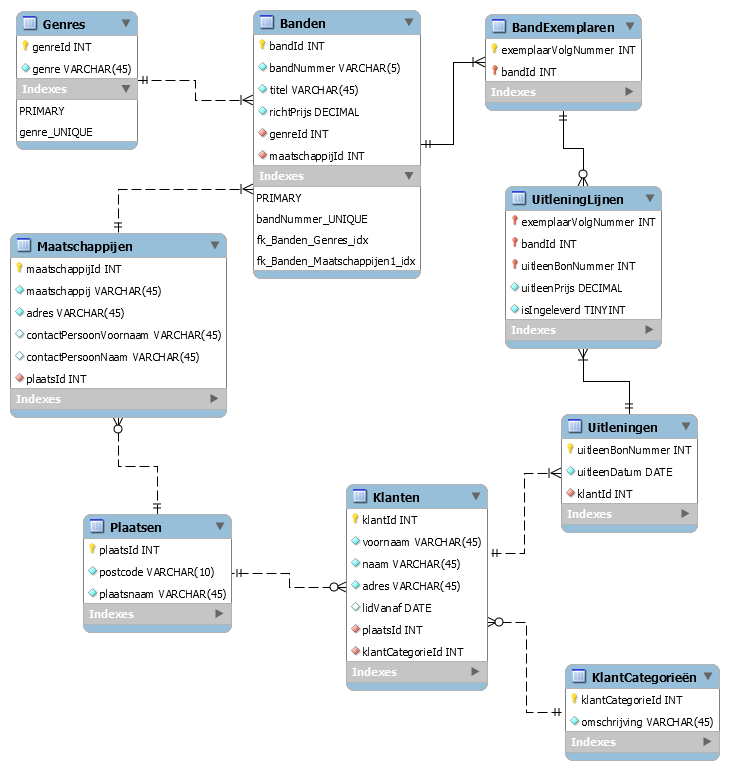 Genres
genreId INT
genre VARCHAR(45)
Indexes
PRIMARY
genre_UNIQUE
Banden
bandId INT
bandNummer VARCHAR(5)
titel VARCHAR(45)
richtPrijs DECIMAL
genreId INT
maatschappijId INT
Indexes
PRIMARY
bandNummer_UNIQUE
fk_Banden_Genres_idx
fk_Banden_Maatschappijen1_idx
BandExemplaren
exemplaarVolgNummer INT
bandId INT
Indexes
UitleningLijnen
exemplaarVolgNummer INT
bandId INT
uitleenBonNummer INT
uitleenPrijs DECIMAL
isIngeleverd TINYINT
Indexes
Maatschappijen
maatschappijId INT
maatschappij VARCHAR(45)
adres VARCHAR(45)
contactPersoonVoornaam VARCHAR(45)
contactPersoonNaam VARCHAR(45)
plaatsId INT
Indexes
Uitleningen
uitleenBonNummer INT
uitleenDatum DATE
klantId INT
Indexes
Plaatsen
plaatsId INT
postcode VARCHAR(10)
plaatsnaam VARCHAR(45)
Indexes
Klanten
klantId INT
voornaam VARCHAR(45)
naam VARCHAR(45)
adres VARCHAR(45)
lidVanaf DATE
plaatsId INT
klantCategorieId INT
Indexes
KlantCategorieën
klantCategorieId INT
omschrijving VARCHAR(45)
Indexes